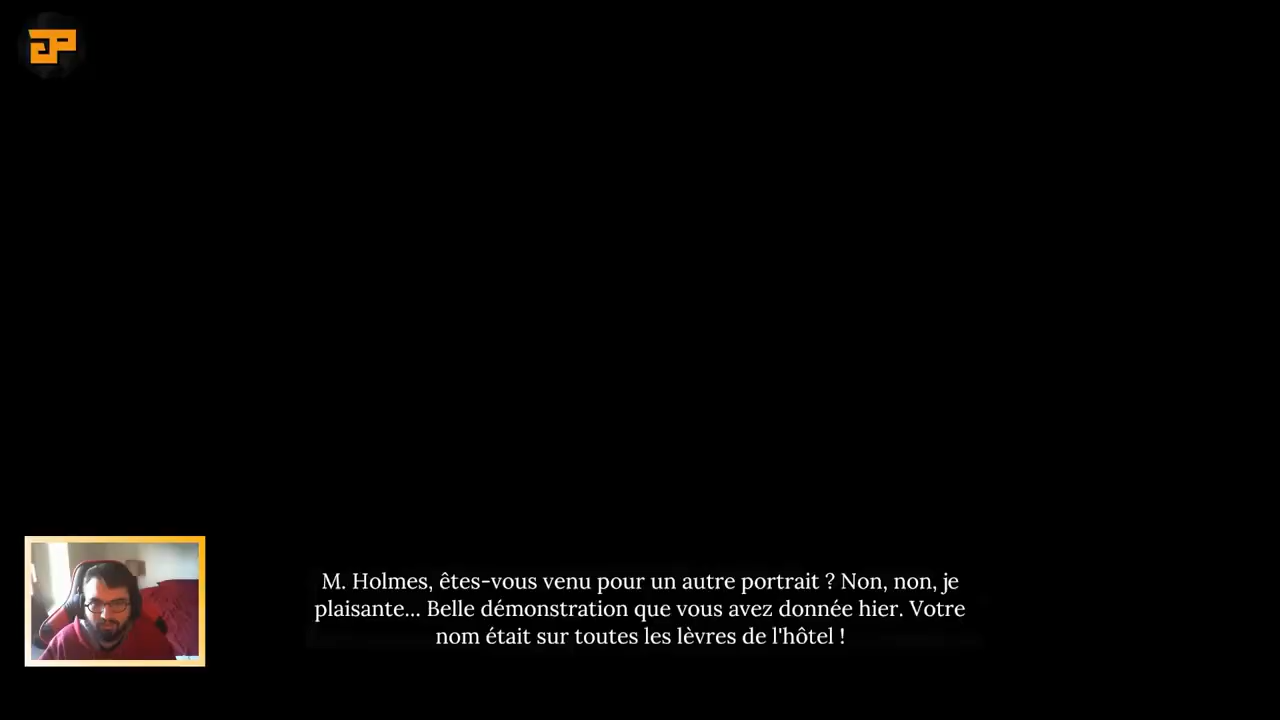 M. Holmes, êtes-vous venu pour un autre portrait ? Non, non, je
plaisante... Belle démonstration que vous avez donnée hier. Votre
nom était sur toutes les lèvres de l'hôtel !